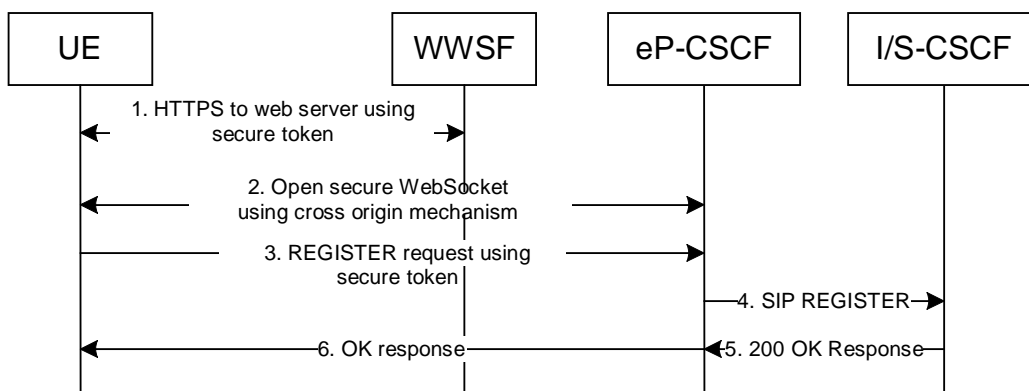 UE
WWSF
eP-CSCF
I/S-CSCF
1. HTTPS to web server using
secure token
2. Open secure WebSocket
using cross origin mechanism
3. REGISTER request using
secure token
4. SIP REGISTER
6. OK response
5. 200 OK Response